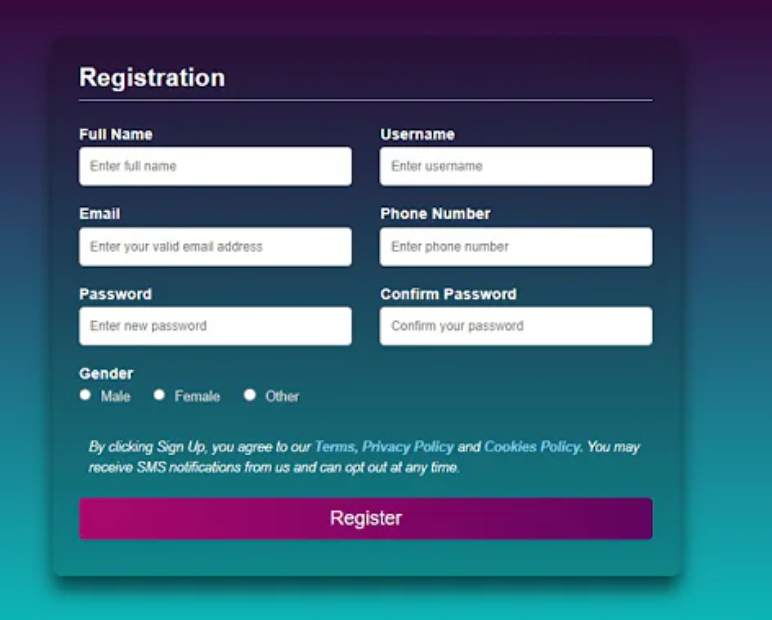 Registration
Full Name Username
Enter full name Enter username
Email Phone Number
Enter your valid email address Enter phone number
Password Confirm Password
Enter new password Confirm your password
Gender
Male Female Other
By clicking Sign Up, you agree to our Terms, Privacy Policy and Cookies Policy. You may
receive SMS notifications from us and can opt out at any time.
Register